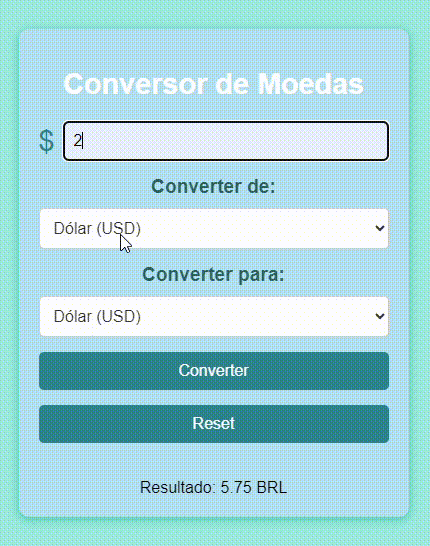 Conversor de Moedas
$ 2
Converter de:
Dólar (USD)
Converter para:
Dólar (USD)
Converter
Reset
Resultado: 5.75 BRL